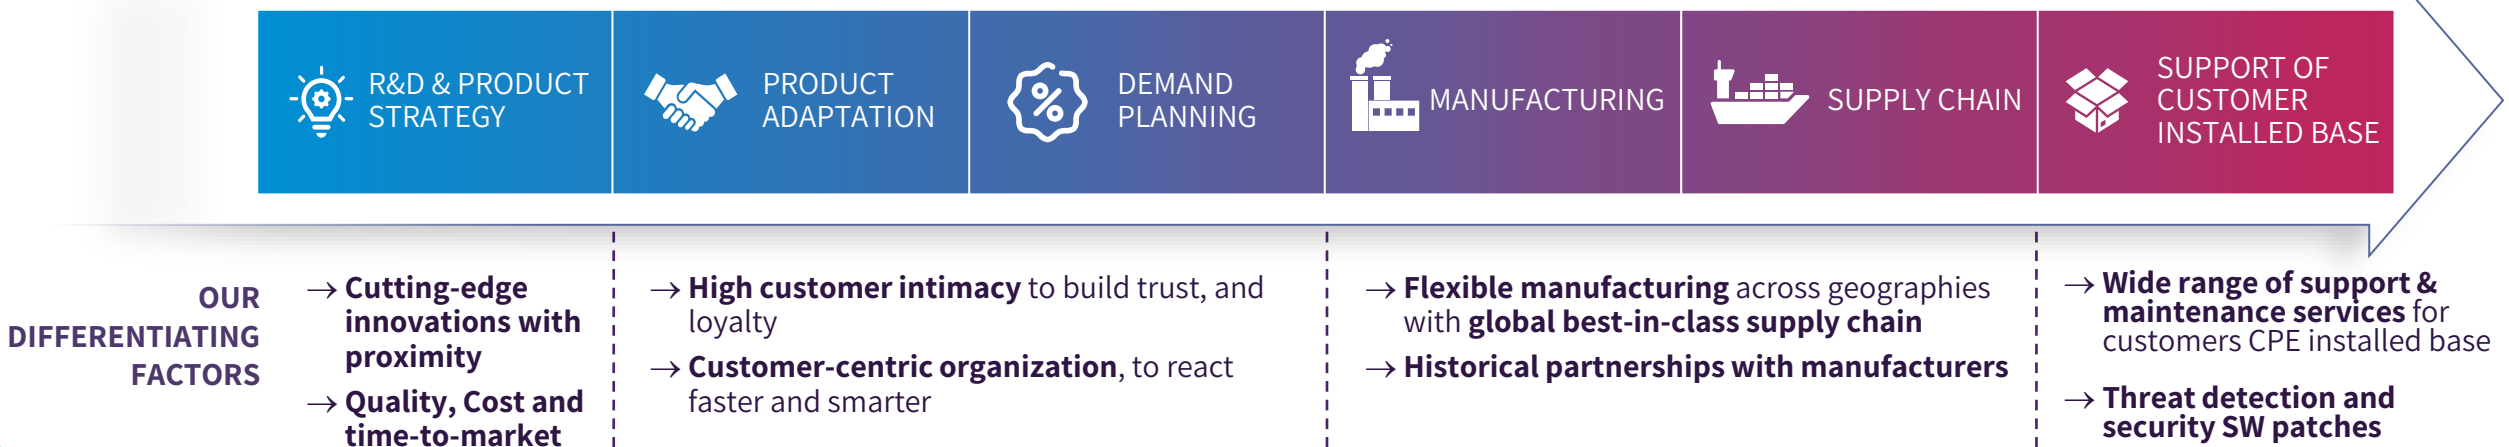 R&D & PRODUCT
STRATEGY
PRODUCT
ADAPTATION
DEMAND
PLANNING
MANUFACTURING
SUPPLY CHAIN
SUPPORT OF
CUSTOMER
INSTALLED BASE
OUR
DIFFERENTIATING
FACTORS
→ Cutting-edge
innovations with
proximity
→ Quality, Cost and
time-to-market
→ High customer intimacy to build trust, and
loyalty
→ Customer-centric organization, to react
faster and smarter
→ Flexible manufacturing across geographies
with global best-in-class supply chain
→ Historical partnerships with manufacturers
→ Wide range of support &
maintenance services for
customers CPE installed base
→ Threat detection and
security SW patches